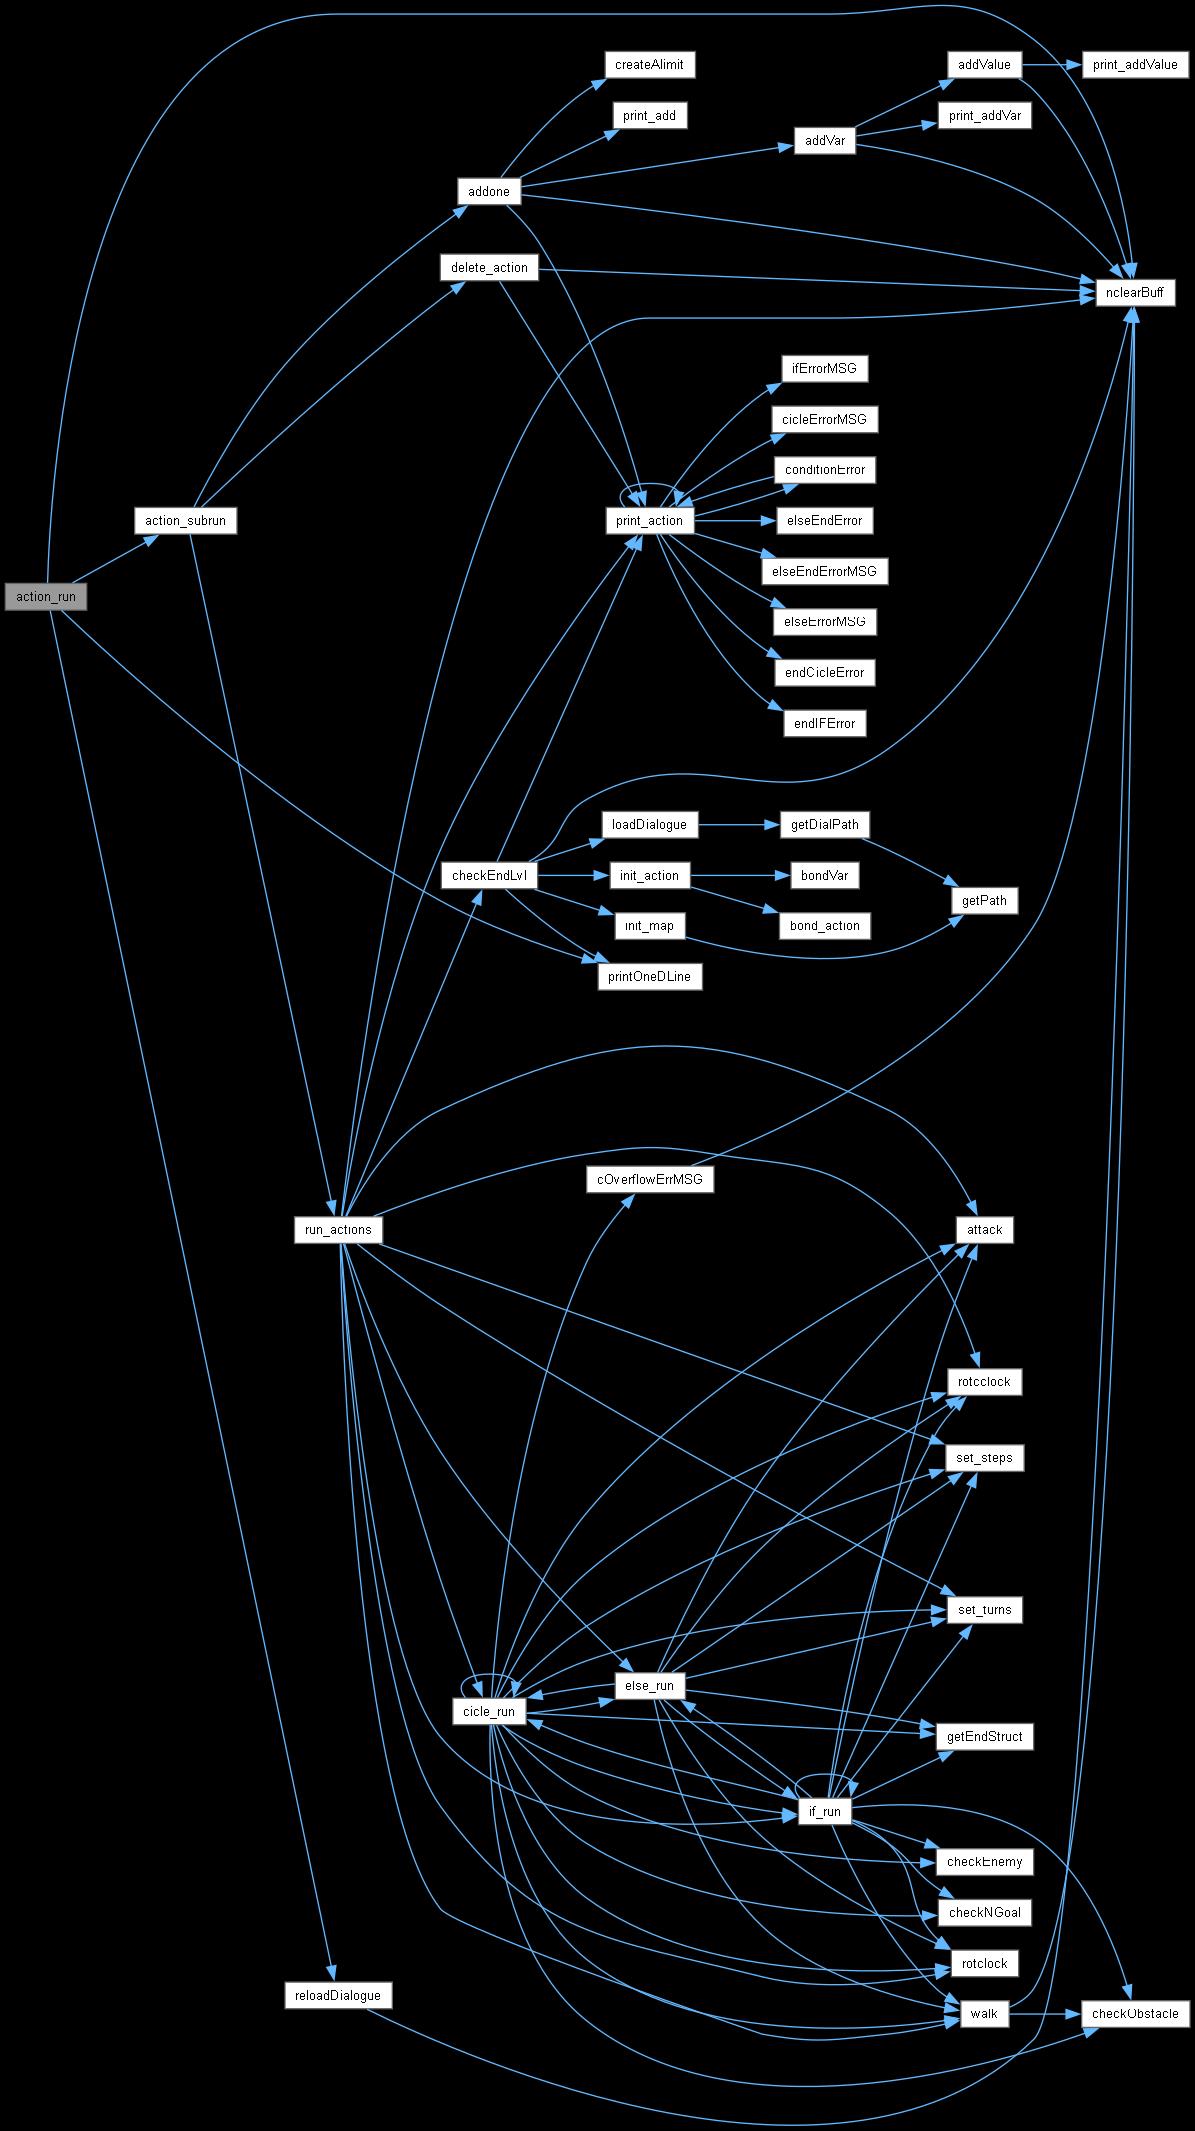 createAlimit
addValue
print_addValue
print_add
print_addVar
addVar
addone
delete_action
nclearBuff
ifErrorMSG
cicleErrorMSG
conditionError
action_subrun
print_action
elseEndError
elseEndErrorMSG
action_run
elseErrorMSG
endCicleError
endIFError
loadDialogue
getDialPath
checkEndLvl
init_action
bondVar
getPath
init_map
bond_action
printOneDLine
cOverflowErrMSG
run_actions
attack
rotcclock
set_steps
set_turns
else_run
cicle_run
getEndStruct
if_run
checkEnemy
checkNGoal
rotclock
reloadDialogue
walk
checkObstacle